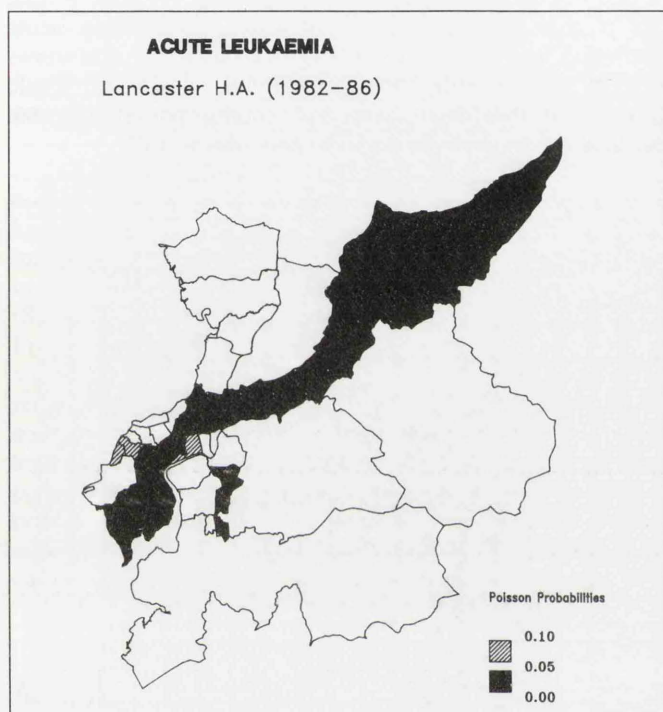 ACUTE LEUKAEMIA
Lancaster H.A. (1982–86)
Poisson Probabilities
0.10
0.05
0.00